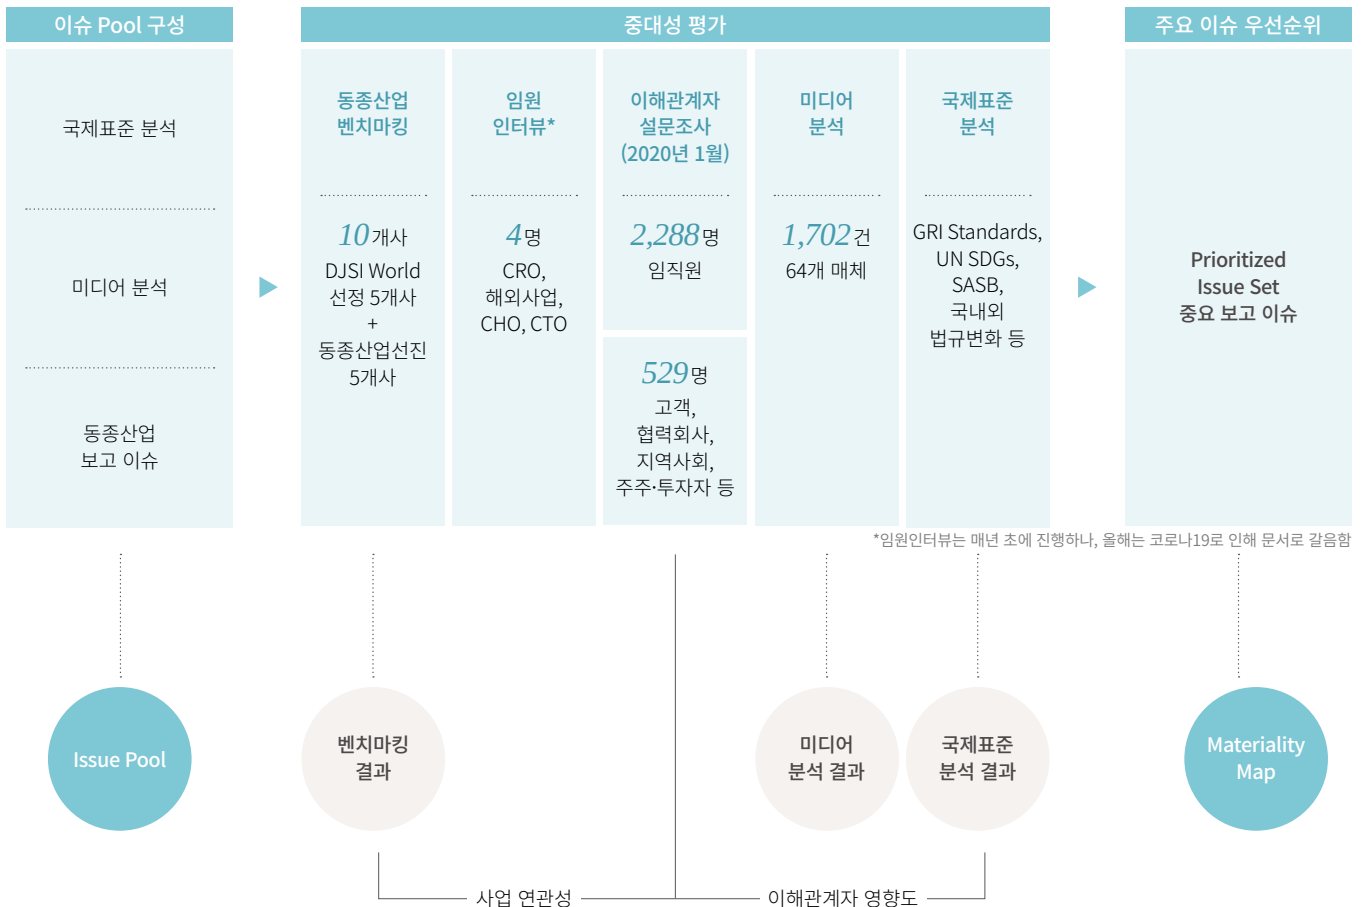 이슈 Pool 구성
국제표준 분석
미디어 분석
동종산업
보고 이슈
중대성 평가
동종산업
벤치마킹
10개사
DJSI World
선정 5개사
+
동종산업선진
5개사
임원
인터뷰*
4명
CRO,
해외사업,
CHO, CTO
이해관계자
설문조사
(2020년 1월)
2,288명
임직원
529명
고객,
협력회사,
지역사회,
주주·투자자 등
미디어
분석
1,702건
64개 매체
국제표준
분석
GRI Standards,
UN SDGs,
SASB,
국내외
법규변화 등
주요 이슈 우선순위
Prioritized
Issue Set
중요 보고 이슈
*임원인터뷰는 매년 초에 진행하나, 올해는 코로나19로 인해 문서로 갈음함
Issue Pool
벤치마킹
결과
미디어
분석 결과
국제표준
분석 결과
Materiality
Map
사업 연관성
이해관계자 영향도